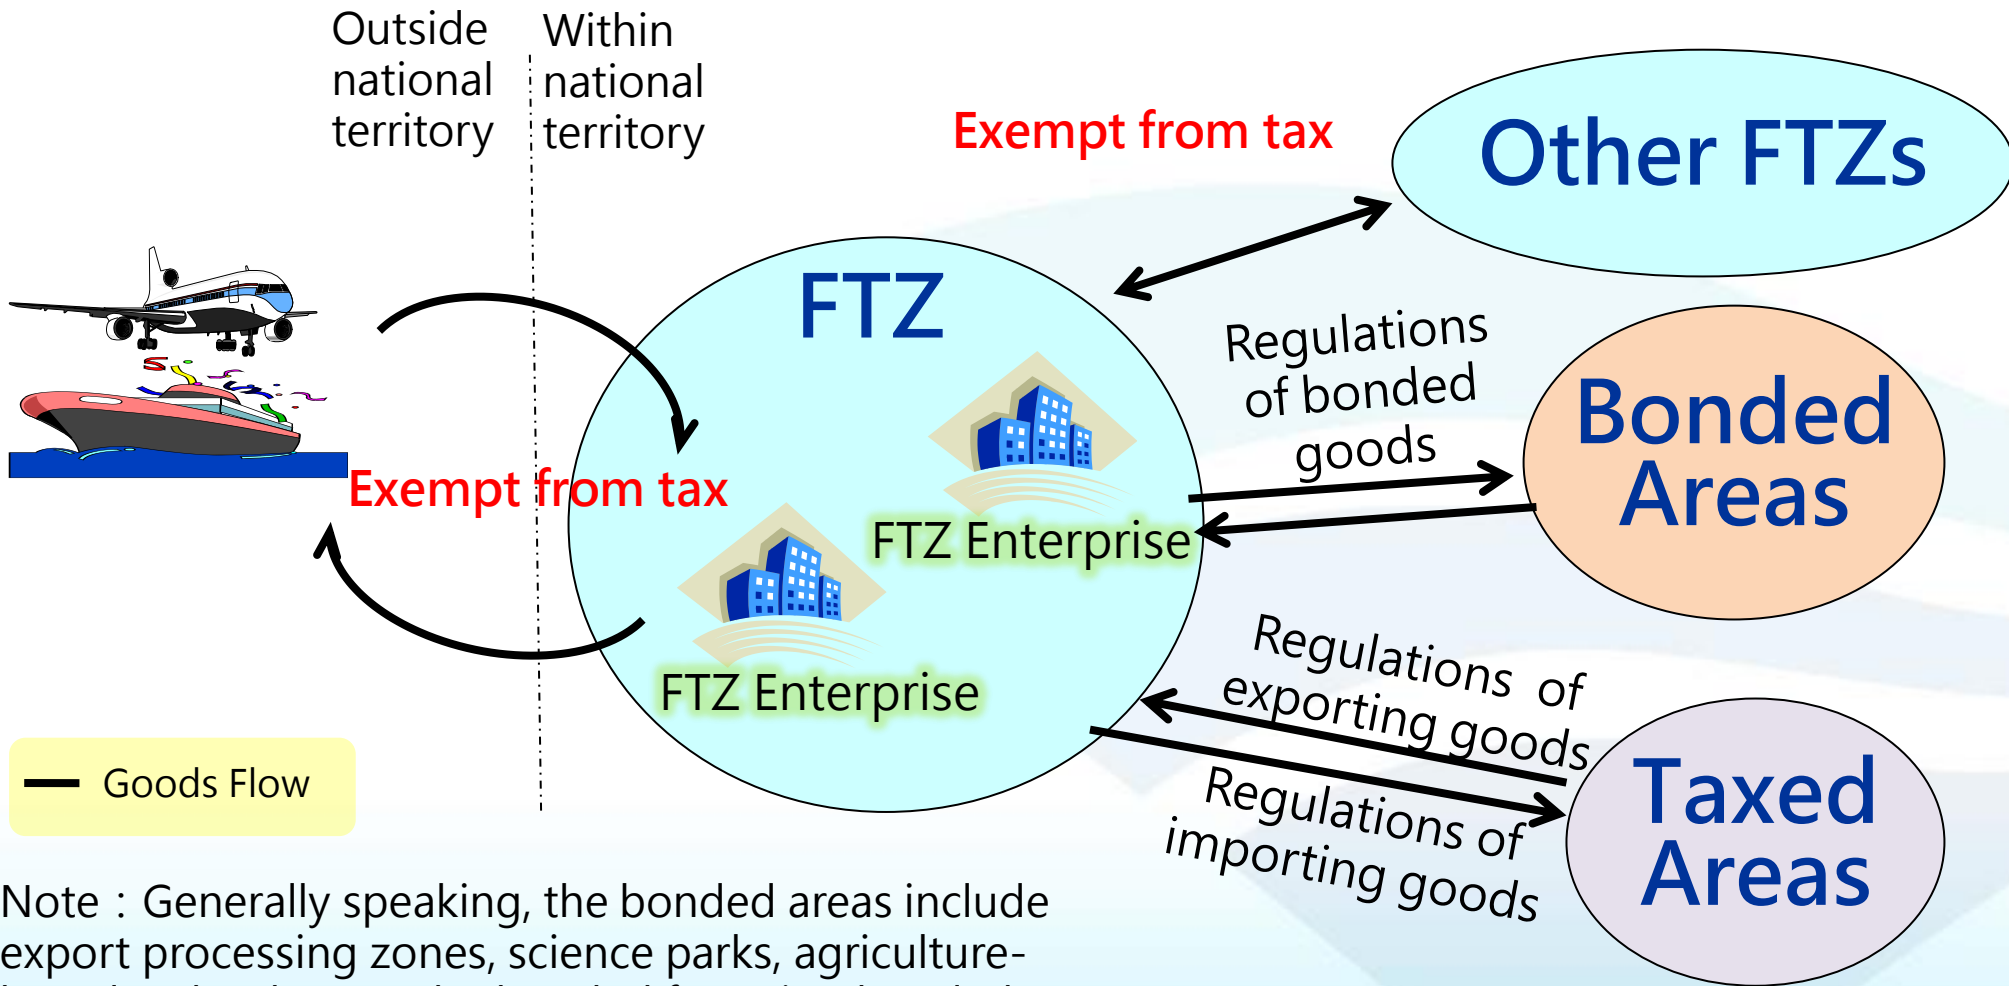 Outside
national
territory
Within
national
territory
Exempt from tax
Other FTZs
FTZ
Regulations
of bonded
goods
Bonded
Areas
Exempt from tax
FTZ Enterprise
FTZ Enterprise
Regulations of
exporting goods
Regulations of
importing goods
Taxed
Areas
Goods Flow
Note：Generally speaking, the bonded areas include
export processing zones, science parks, agriculture-